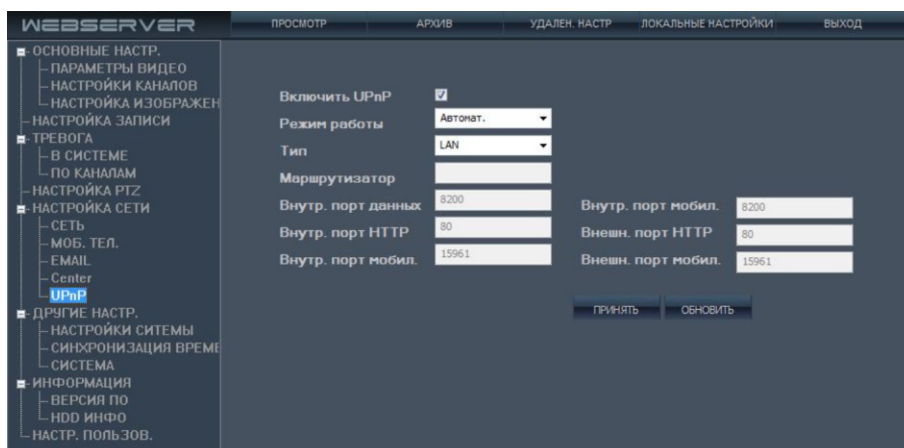 WEBSERVER
ПРОСМОТР АРХИВ УДАЛЕН. НАСТР ЛОКАЛЬНЫЕ НАСТРОЙКИ ВЫХОД
ОСНОВНЫЕ НАСТР.
ПАРАМЕТРЫ ВИДЕО
НАСТРОЙКИ КАНАЛОВ
НАСТРОЙКА ИЗОБРАЖЕН
НАСТРОЙКА ЗАПИСИ
ТРЕВОГА
В СИСТЕМЕ
ПО КАНАЛАМ
НАСТРОЙКА PTZ
НАСТРОЙКА СЕТИ
СЕТЬ
МОБ. ТЕЛ.
EMAIL
Center
UPnP
ДРУГИЕ НАСТР.
НАСТРОЙКИ СИТЕМЫ
СИНХРОНИЗАЦИЯ ВРЕМЕ
СИСТЕМА
ИНФОРМАЦИЯ
ВЕРСИЯ ПО
HDD ИНФО
НАСТР. ПОЛЬЗОВ.
Включить UPnP
Режим работы Автомат.
Тип LAN
Маршрутизатор
Внутр. порт данных 8200 Внутр. порт мобил. 8200
Внутр. порт HTTP 80 Внешн. порт HTTP 80
Внутр. порт мобил. 15961 Внешн. порт мобил. 15961
ПРИНЯТЬ ОБНОВИТЬ